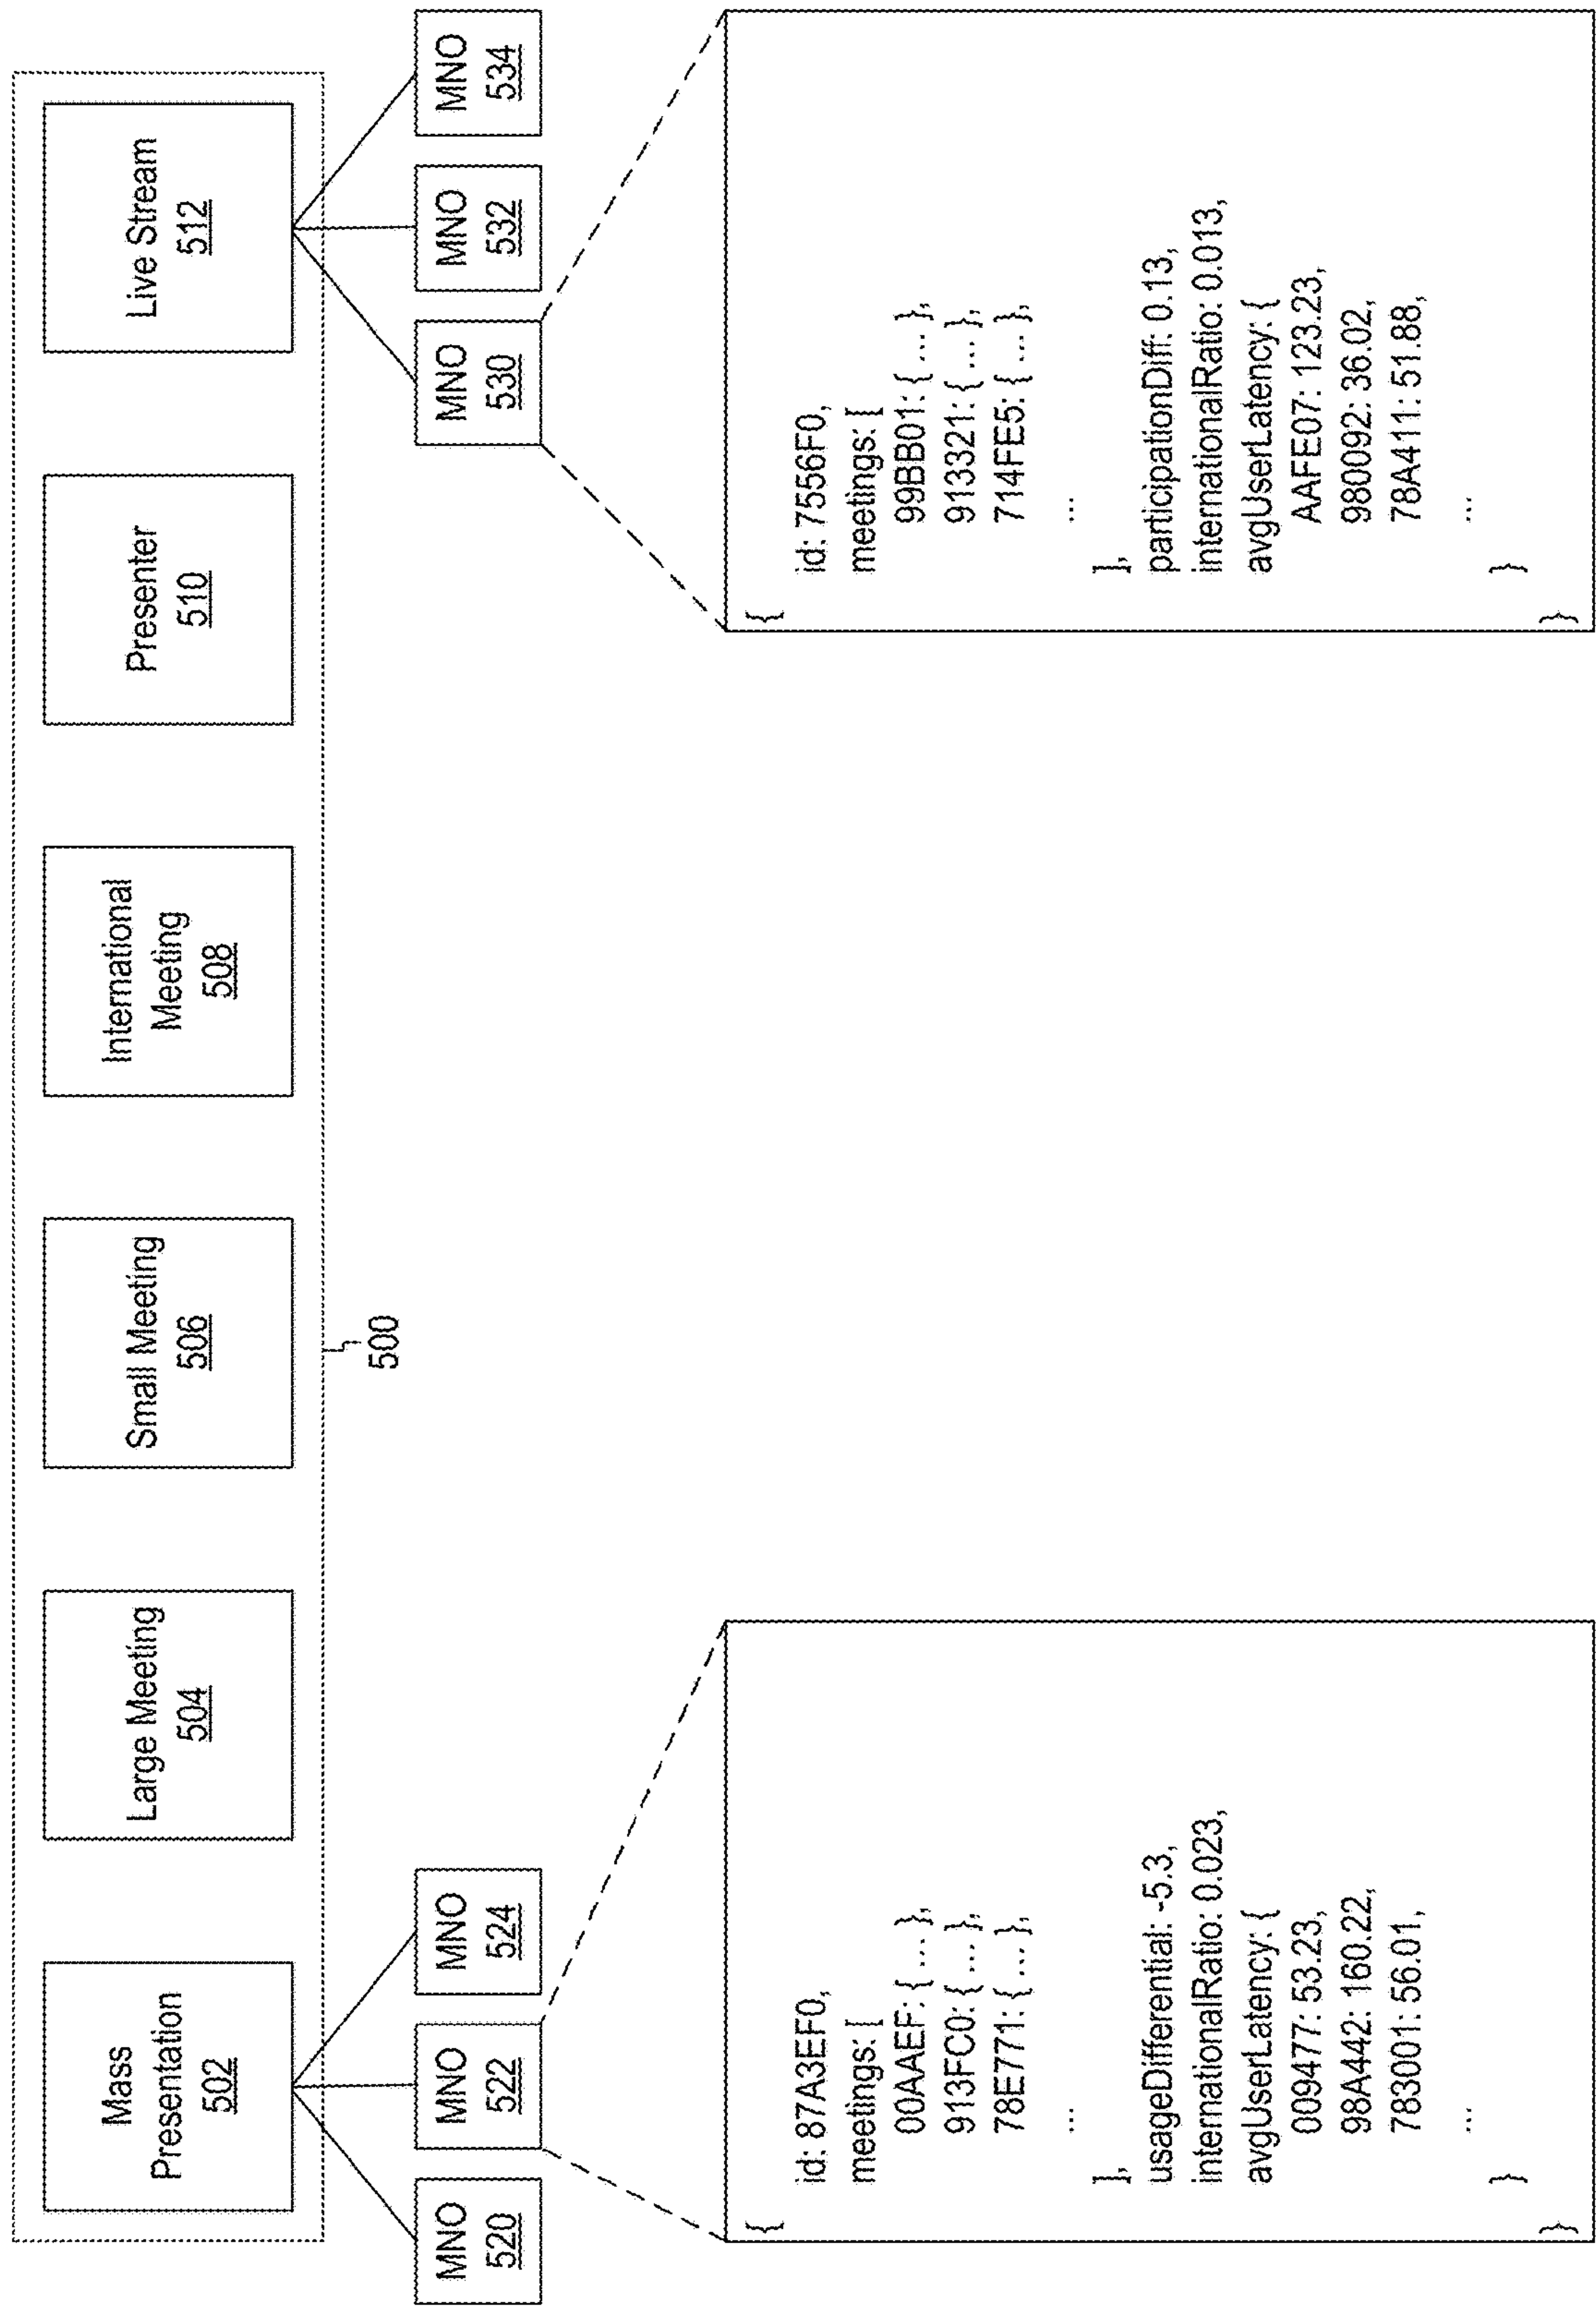 Mass
Presentation
502
Large Meeting
504
Small Meeting
506
International
Meeting
508
Presenter
510
Live Stream
512
500
MNO
520
MNO
522
MNO
524
MNO
530
MNO
532
MNO
534
{
id: 87A3EF0,
meetings: [
00AAEF: { ... },
913FC0: { ... },
78E771: { ... },
...
],
usageDifferential: -5.3,
internationalRatio: 0.023,
avgUserLatency: {
009477: 53.23,
98A442: 160.22,
783001: 56.01,
...
}
}
{
id: 7556F0,
meetings: [
99BB01: { ... },
913321: { ... },
714FE5: { ... },
...
],
participationDiff: 0.13,
internationalRatio: 0.013,
avgUserLatency: {
AAFE07: 123.23,
980092: 36.02,
78A411: 51.88,
...
}
}